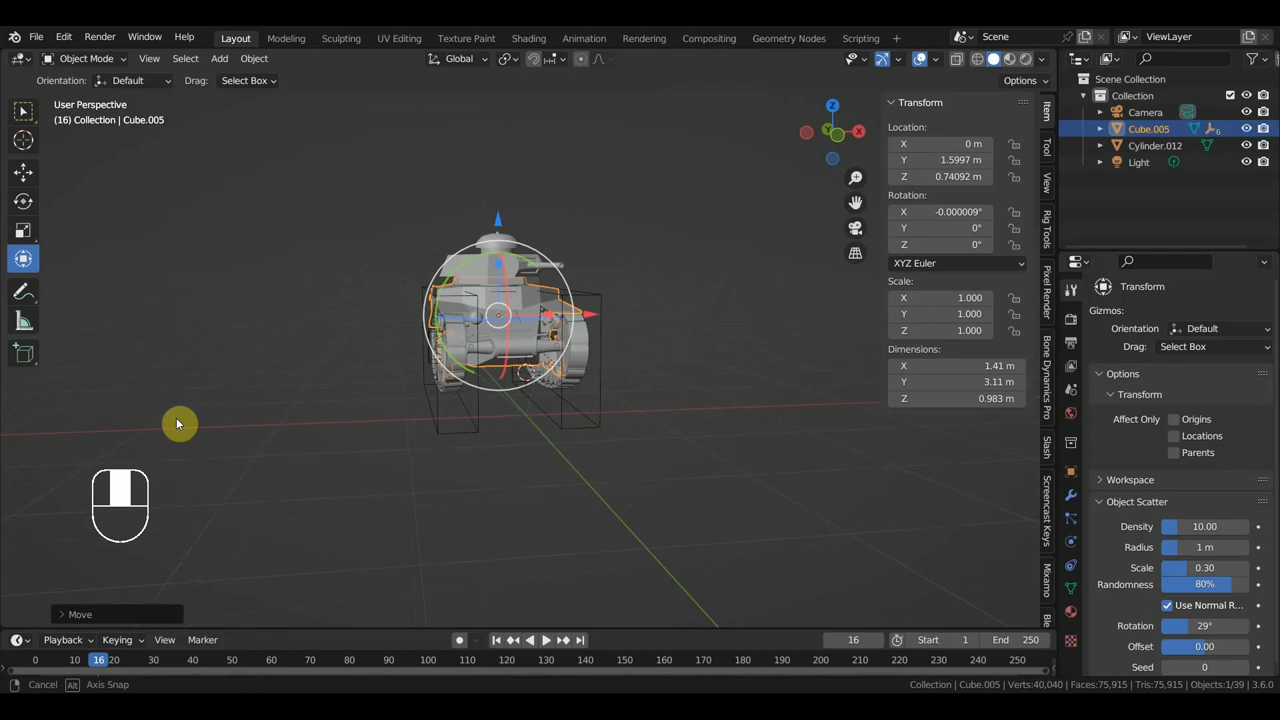 File Edit Render Window Help Layout Modeling Sculpting UV Editing Texture Paint Shading Animation Rendering Compositing Geometry Nodes Scripting + Scene ViewLayer
Object Mode View Select Add Object Global Options
Orientation: Default Drag: Select Box
User Perspective
(16) Collection | Cube.005
Z
X
Y
Transform
Location:
X 0 m
Y 1.5997 m
Z 0.74092 m
Rotation:
X -0.000009°
Y 0°
Z 0°
XYZ Euler
Scale:
X 1.000
Y 1.000
Z 1.000
Dimensions:
X 1.41 m
Y 3.11 m
Z 0.983 m
Item
Tool
View
Rig Tools
Pixel Render
Bone Dynamics Pro
Slash
Screencast Keys
Mixamo
Scene Collection
Collection
Camera
Cube.005 6
Cylinder.012
Light
Transform
Gizmos:
Orientation Default
Drag: Select Box
Options
Transform
Affect Only Origins
Locations
Parents
Workspace
Object Scatter
Density 10.00
Radius 1 m
Scale 0.30
Randomness 80%
Use Normal R...
Rotation 29°
Offset 0.00
Seed 0
Move
Playback Keying View Marker 16 Start 1 End 250
0 10 16 20 30 40 50 60 70 80 90 100 110 120 130 140 150 160 170 180 190 200 210 220 230 240 250
Cancel Alt Axis Snap Collection | Cube.005 | Verts:40,040 | Faces:75,915 | Tris:75,915 | Objects:1/39 | 3.6.0